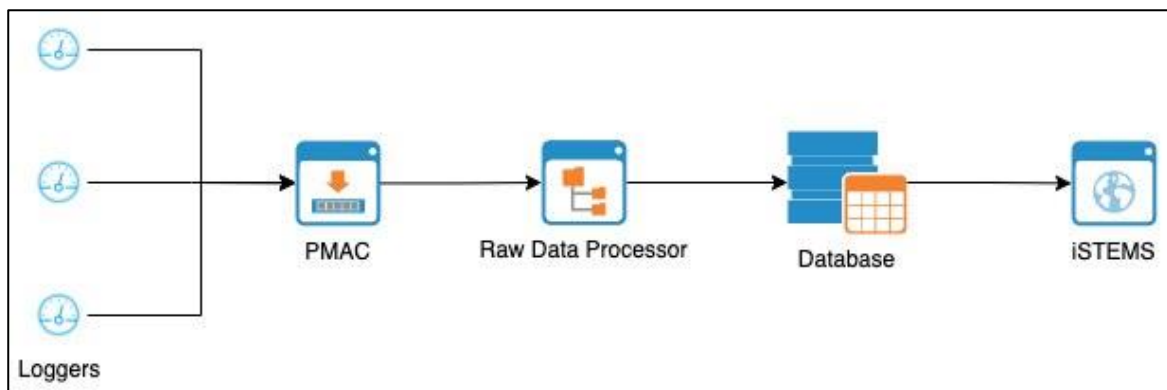 PMAC
Raw Data Processor
Database
iSTEMS
Loggers